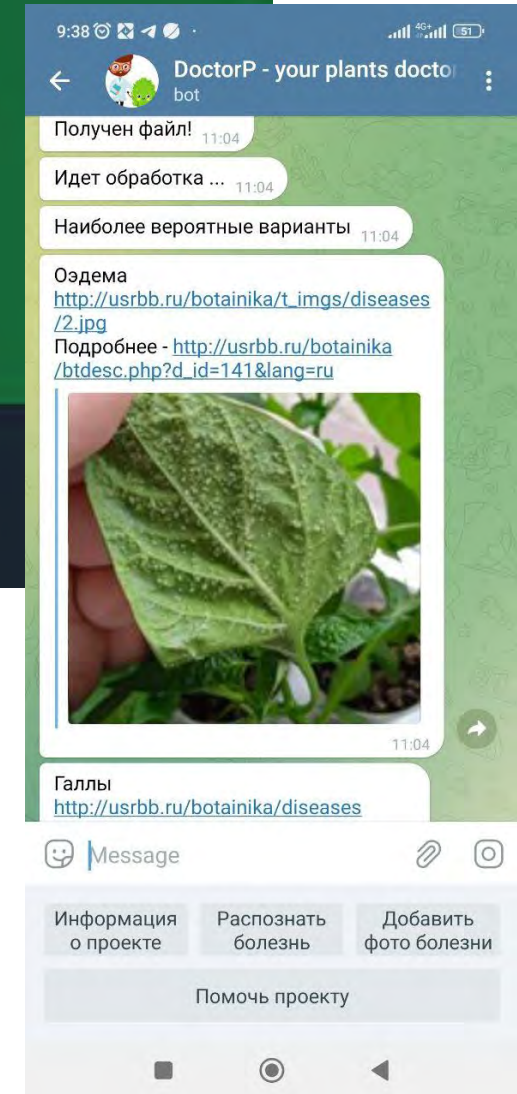 9:38
4G+
51
DoctorP - your plants docto
bot
Получен файл! 11:04
Идет обработка ... 11:04
Наиболее вероятные варианты 11:04
Оэдема
http://usrbb.ru/botainika/t_imgs/diseases
/2.jpg
Подробнее - http://usrbb.ru/botainika
/btdesc.php?d_id=141&lang=ru
11:04
Галлы
http://usrbb.ru/botainika/diseases
Message
Информация
о проекте
Распознать
болезнь
Добавить
фото болезни
Помочь проекту